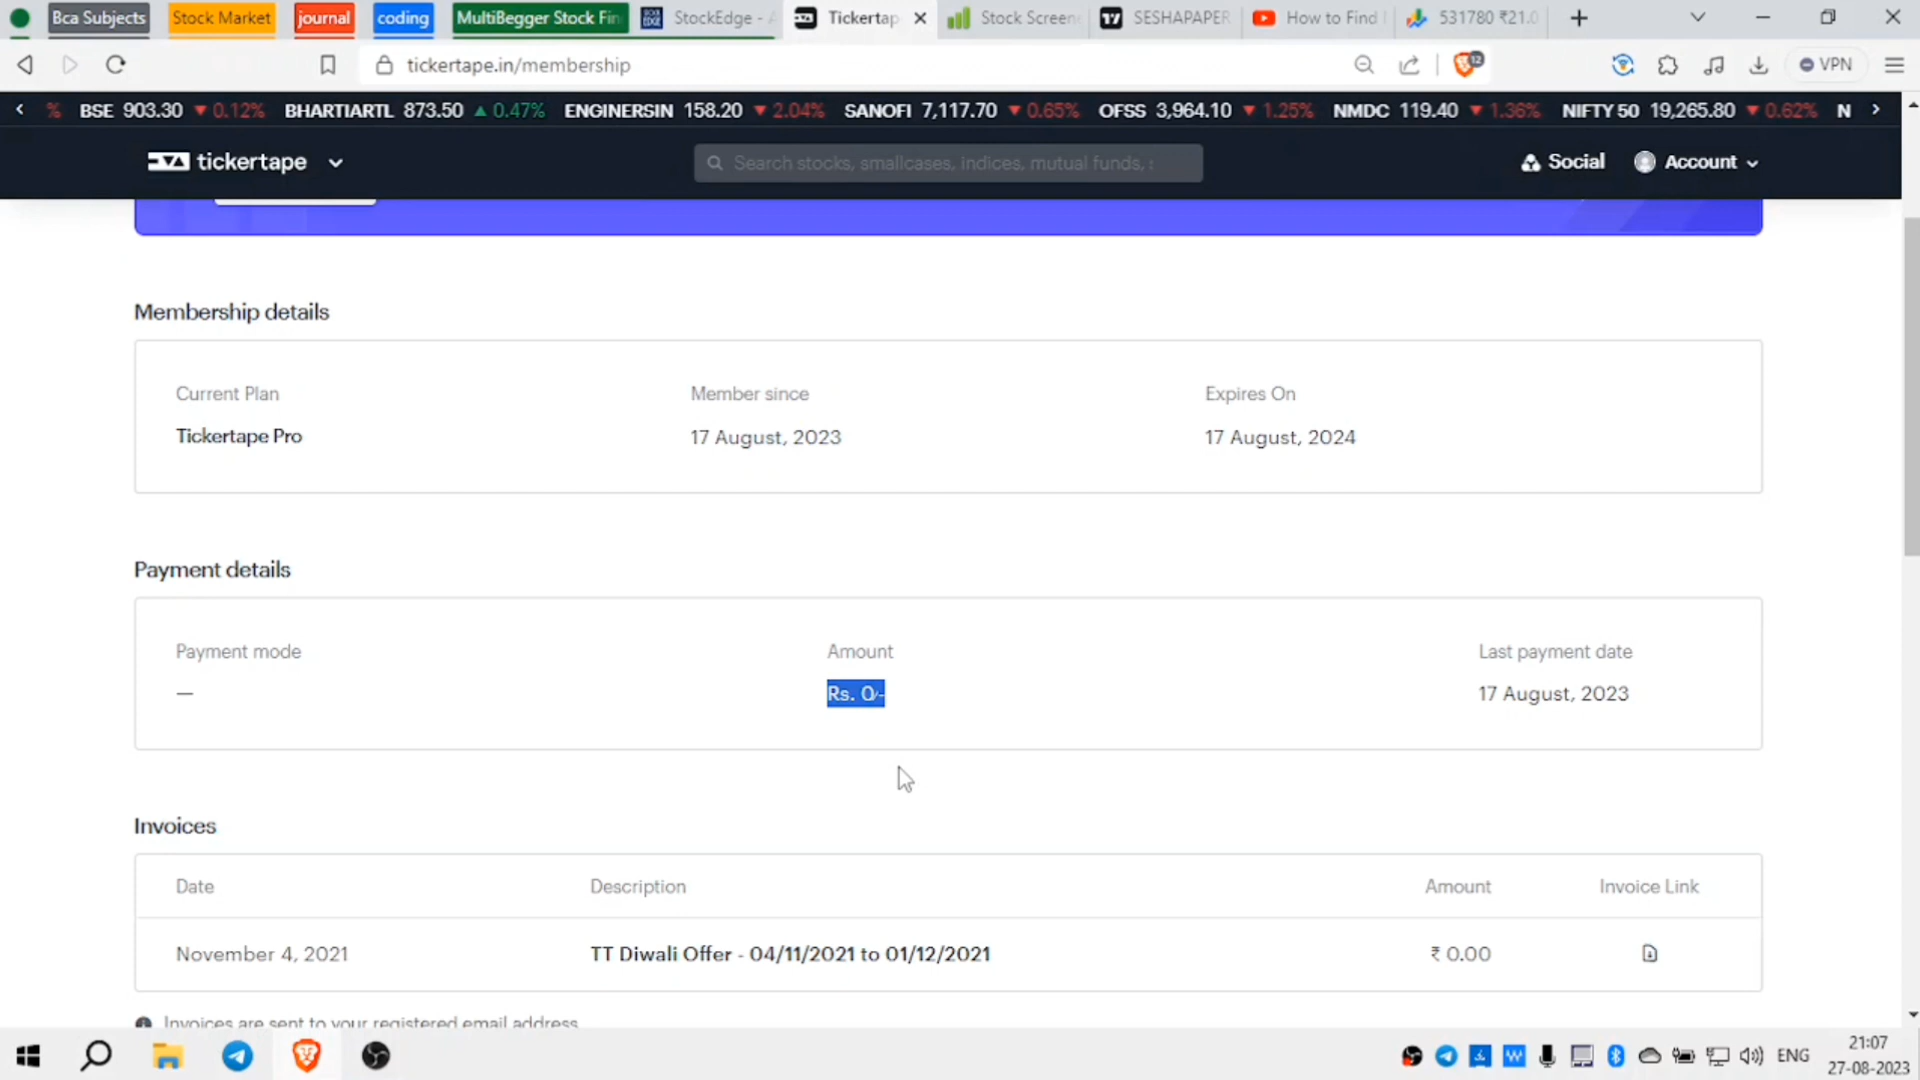 Bca Subjects Stock Market journal coding MultiBegger Stock Fin StockEdge - A Tickertap Stock Screen SESHAPAPER How to Find 531780 ₹21.0
tickertape.in/membership 12 VPN
% BSE 903.30 ▼ 0.12% BHARTIARTL 873.50 ▲ 0.47% ENGINERSIN 158.20 ▼ 2.04% SANOFI 7,117.70 ▼ 0.65% OFSS 3,964.10 ▼ 1.25% NMDC 119.40 ▼ 1.36% NIFTY 50 19,265.80 ▼ 0.62% N
tickertape Search stocks, smallcases, indices, mutual funds, Social Account
Membership details
Current Plan Member since Expires On
Tickertape Pro 17 August, 2023 17 August, 2024
Payment details
Payment mode Amount Last payment date
— Rs. 0/- 17 August, 2023
Invoices
Date Description Amount Invoice Link
November 4, 2021 TT Diwali Offer - 04/11/2021 to 01/12/2021 ₹ 0.00
Invoices are sent to your registered email address
ENG 21:07
27-08-2023